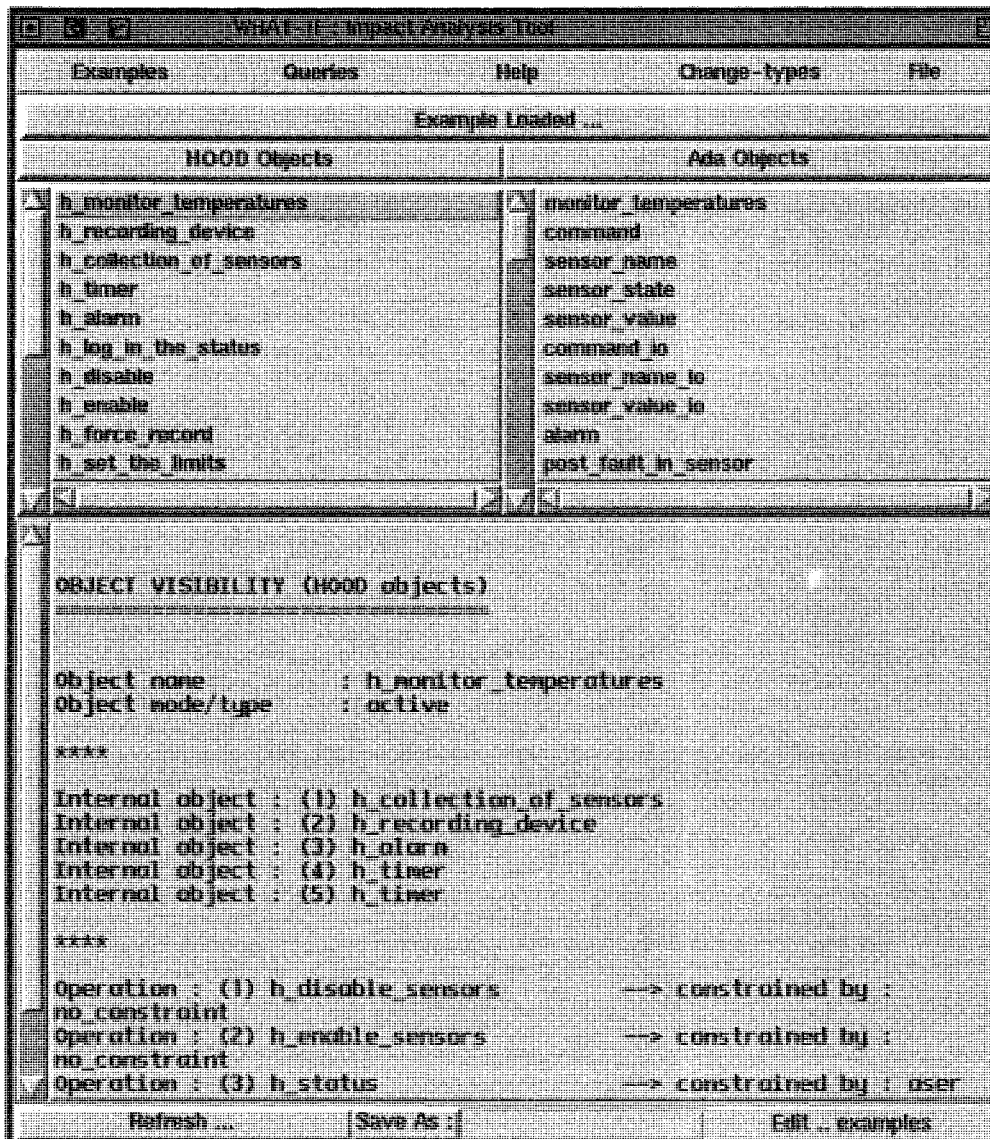 WHAT-IF : Impact Analysis Tool
Examples Queries Help Change-types File
Example Loaded ...
HOOD Objects Ada Objects
h_monitor_temperatures monitor_temperatures
h_recording_device command
h_collection_of_sensors sensor_name
h_timer sensor_state
h_alarm sensor_value
h_log_in_the_status command_io
h_disable sensor_name_io
h_enable sensor_value_io
h_force_record alarm
h_set_the_limits post_fault_in_sensor
OBJECT VISIBILITY (HOOD objects)
Object name : h_monitor_temperatures
Object mode/type : active
****
Internal object : (1) h_collection_of_sensors
Internal object : (2) h_recording_device
Internal object : (3) h_alarm
Internal object : (4) h_timer
Internal object : (5) h_timer
****
Operation : (1) h_disable_sensors --> constrained by :
no_constraint
Operation : (2) h_enable_sensors --> constrained by :
no_constraint
Operation : (3) h_status --> constrained by : aser
Refresh ... Save As : Edit ... examples